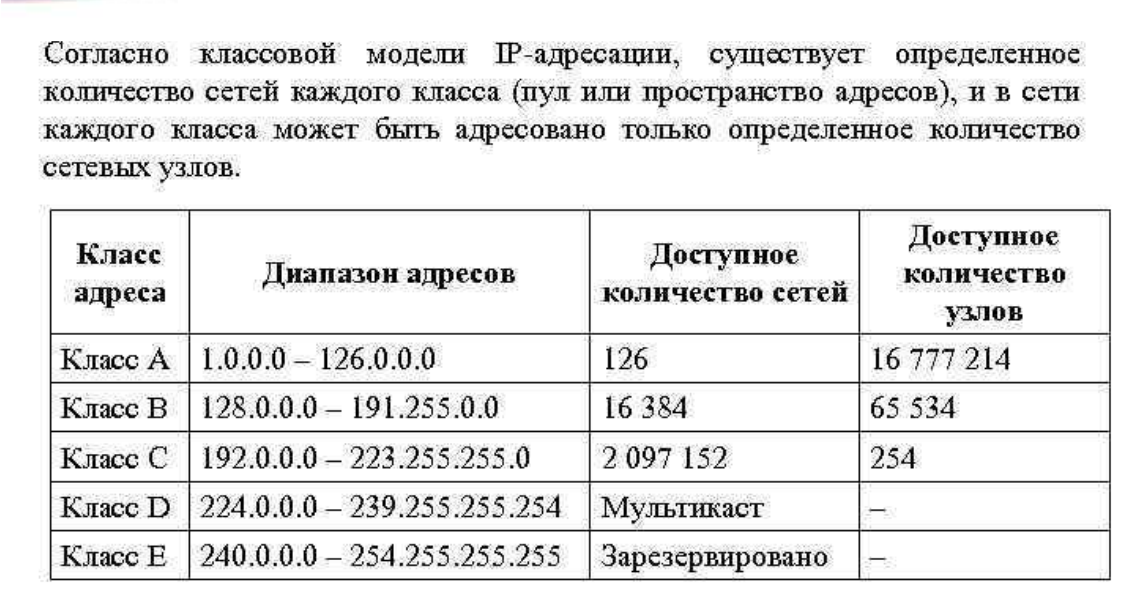 Согласно классовой модели IP-адресации, существует определенное
количество сетей каждого класса (пул или пространство адресов), и в сети
каждого класса может быть адресовано только определенное количество
сетевых узлов.
Класс адреса Диапазон адресов Доступное количество сетей Доступное количество узлов
Класс A 1.0.0.0 – 126.0.0.0 126 16 777 214
Класс B 128.0.0.0 – 191.255.0.0 16 384 65 534
Класс C 192.0.0.0 – 223.255.255.0 2 097 152 254
Класс D 224.0.0.0 – 239.255.255.254 Мультикаст –
Класс E 240.0.0.0 – 254.255.255.255 Зарезервировано –